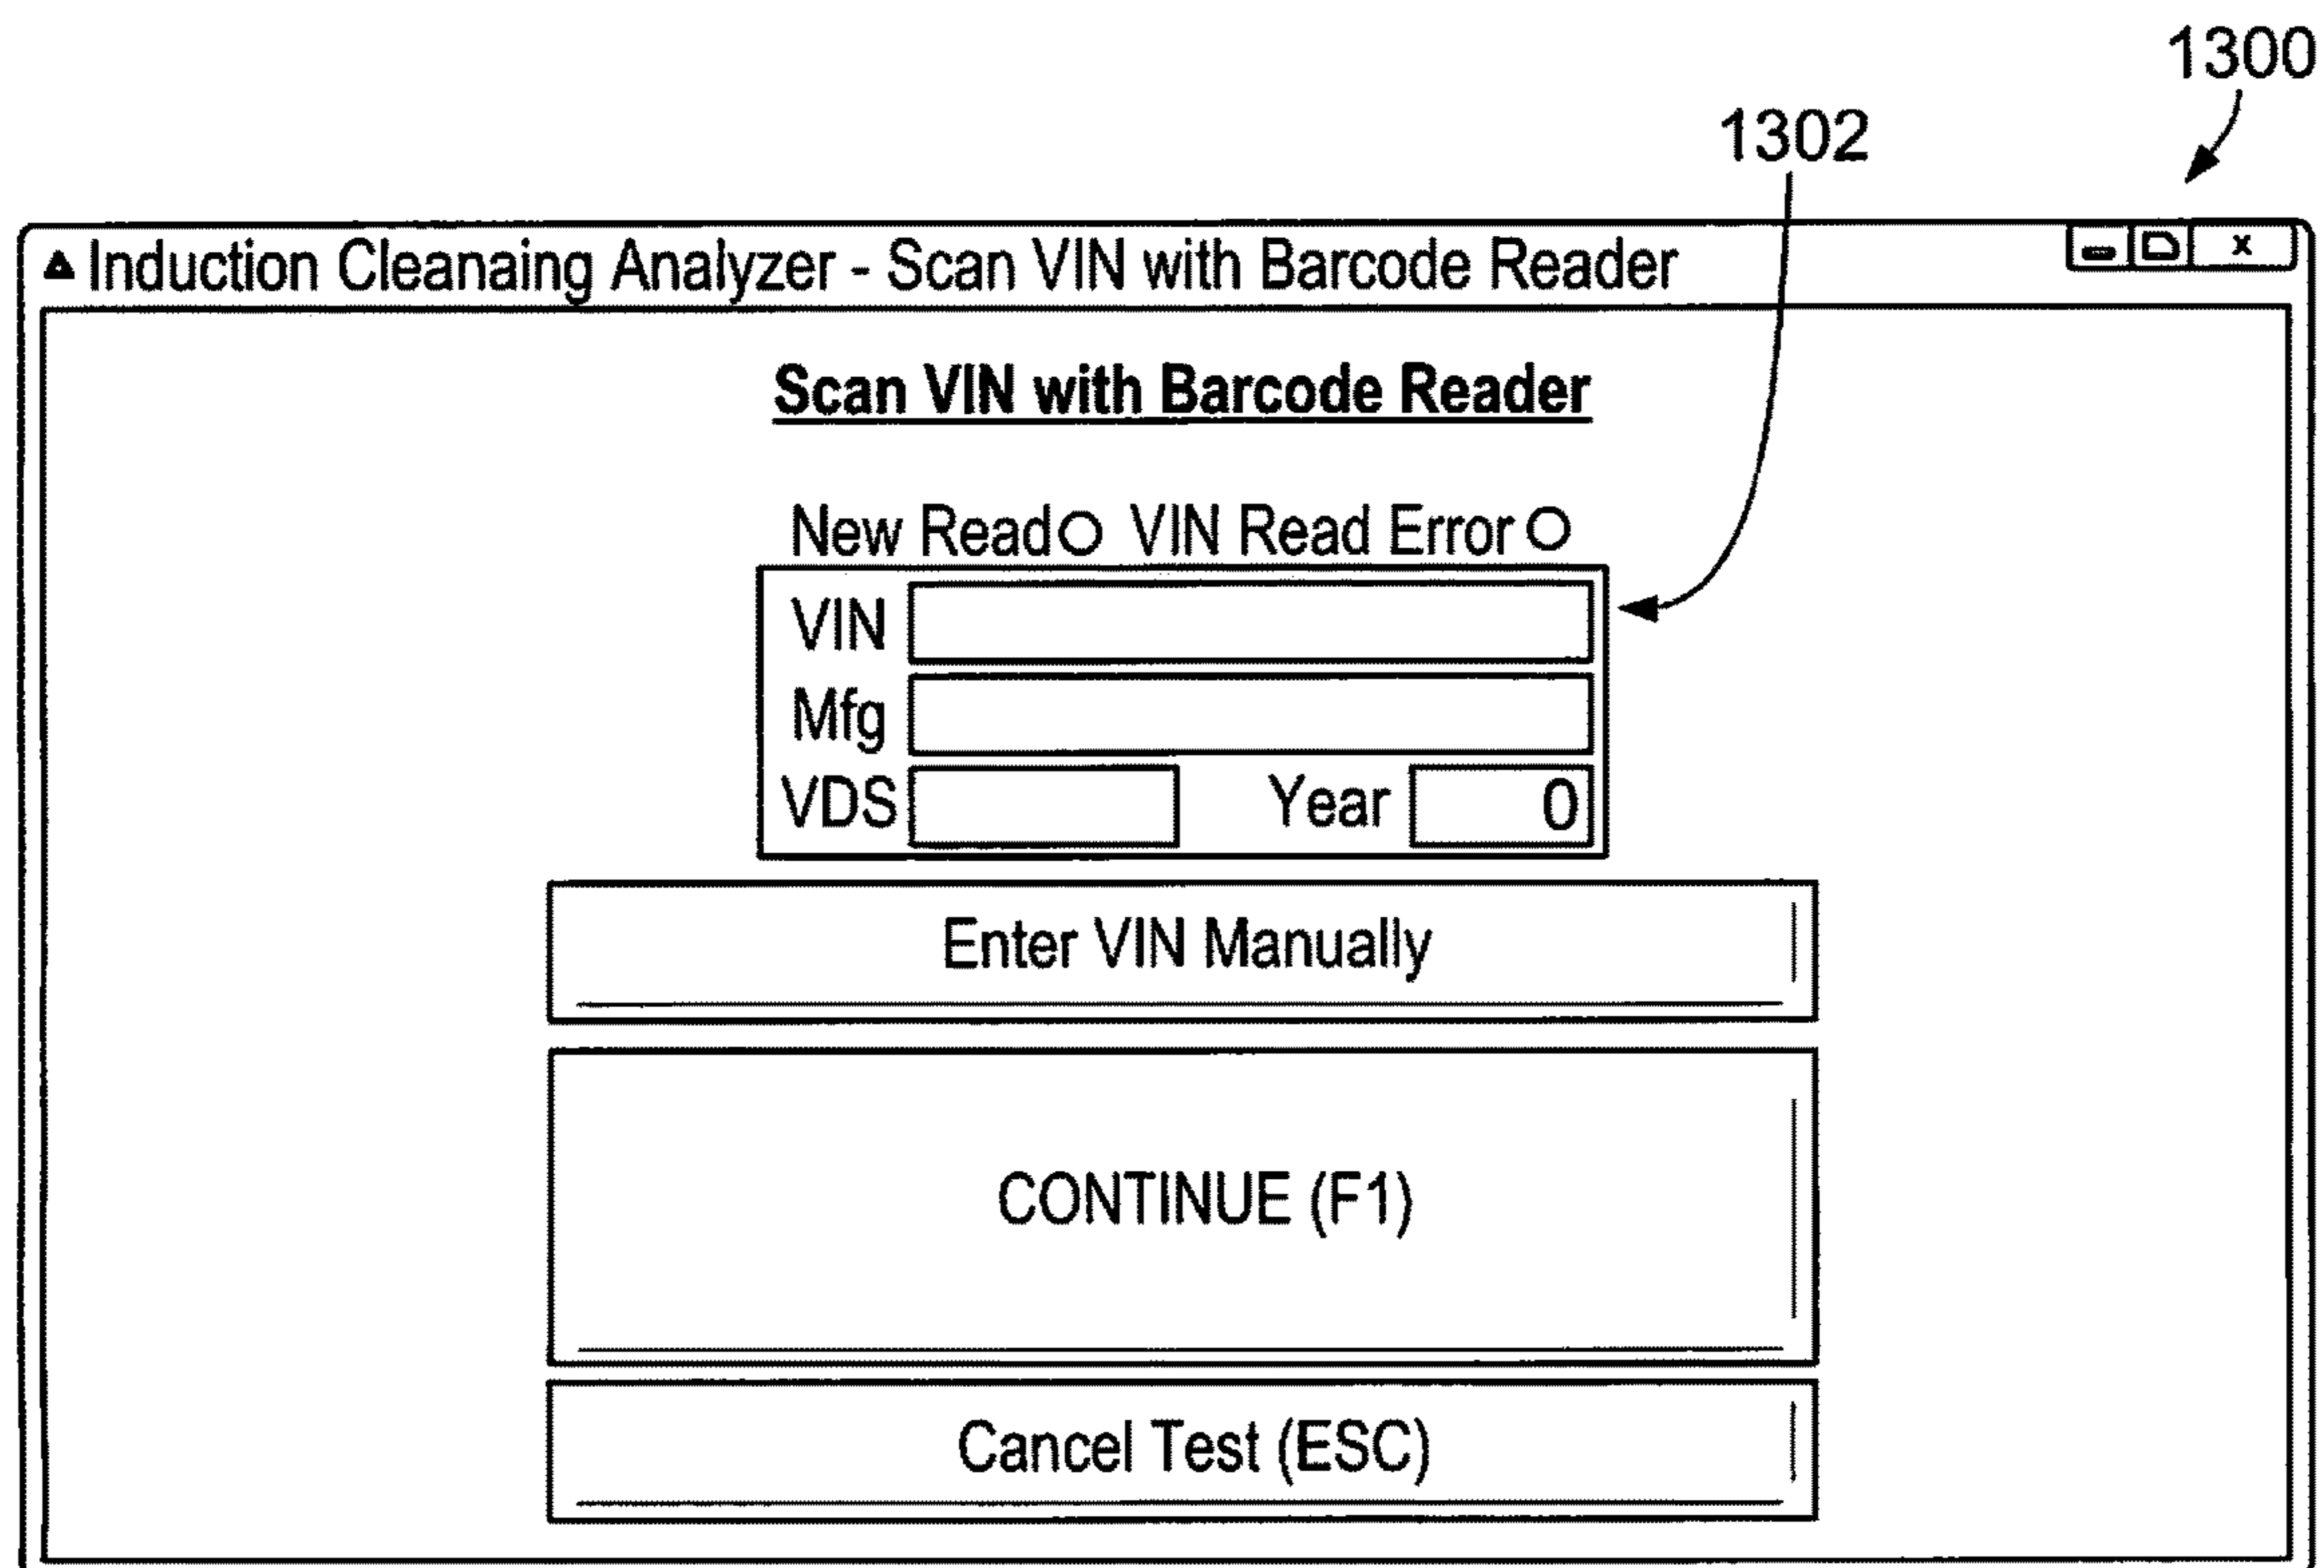 1300
1302
Induction Cleanaing Analyzer - Scan VIN with Barcode Reader
x
Scan VIN with Barcode Reader
New Read VIN Read Error
VIN
Mfg
VDS Year 0
Enter VIN Manually
CONTINUE (F1)
Cancel Test (ESC)